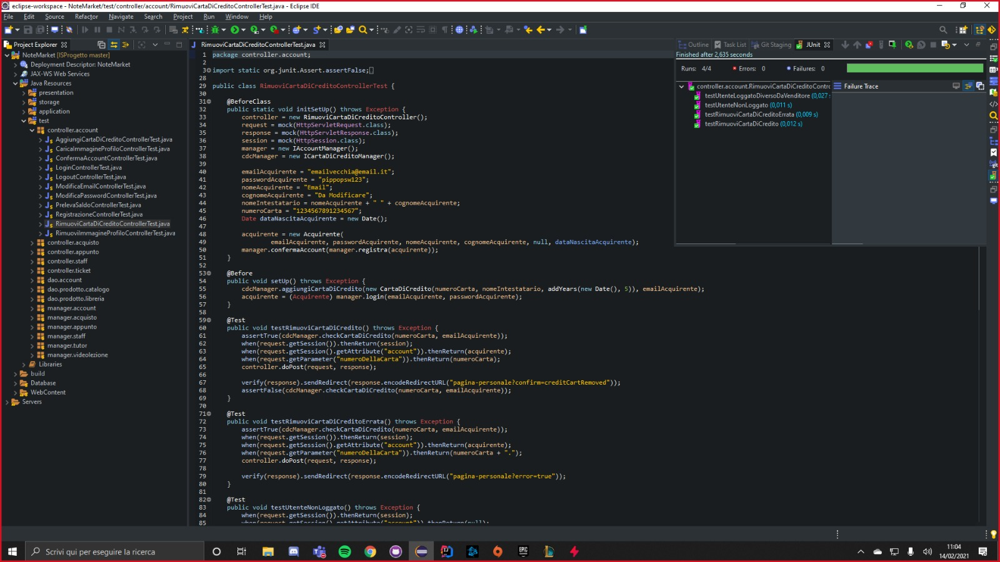 eclipse-workspace - NoteMarket/test/controller/account/RimuoviCartaDiCreditoControllerTest.java - Eclipse IDE
File Edit Source Refactor Navigate Search Project Run Window Help
Project Explorer
NoteMarket [ISProgetto master]
Deployment Descriptor: NoteMarket
JAX-WS Web Services
Java Resources
presentation
storage
application
test
controller.account
AggiungiCartaDiCreditoControllerTest.java
CaricaImmagineProfiloControllerTest.java
ConfermaAccountControllerTest.java
LoginControllerTest.java
LogoutControllerTest.java
ModificaEmailControllerTest.java
ModificaPasswordControllerTest.java
PrelevaSaldoControllerTest.java
RegistrazioneControllerTest.java
RimuoviCartaDiCreditoControllerTest.java
RimuoviImmagineProfiloControllerTest.java
controller.acquisto
controller.appunto
controller.staff
controller.ticket
dao.account
dao.prodotto.catalogo
dao.prodotto.libreria
manager.account
manager.acquisto
manager.appunto
manager.staff
manager.tutor
manager.videolezione
Libraries
build
Database
WebContent
Servers
RimuoviCartaDiCreditoControllerTest.java
1 package controller.account;
2
3 import static org.junit.Assert.assertFalse;
28
29 public class RimuoviCartaDiCreditoControllerTest {
30
31 @BeforeClass
32 public static void initSetUp() throws Exception {
33 controller = new RimuoviCartaDiCreditoController();
34 request = mock(HttpServletRequest.class);
35 response = mock(HttpServletResponse.class);
36 session = mock(HttpSession.class);
37 manager = new IAccountManager();
38 cdcManager = new ICartaDiCreditoManager();
39
40 emailAcquirente = "emailvecchia@email.it";
41 passwordAcquirente = "pippopsw123";
42 nomeAcquirente = "Email";
43 cognomeAcquirente = "Da Modificare";
44 nomeIntestatario = nomeAcquirente + " " + cognomeAcquirente;
45 numeroCarta = "1234567891234567";
46 Date dataNascitaAcquirente = new Date();
47
48 acquirente = new Acquirente(
49 emailAcquirente, passwordAcquirente, nomeAcquirente, cognomeAcquirente, null, dataNascitaAcquirente);
50 manager.confermaAccount(manager.registra(acquirente));
51 }
52
53 @Before
54 public void setUp() throws Exception {
55 cdcManager.aggiungiCartaDiCredito(new CartaDiCredito(numeroCarta, nomeIntestatario, addYears(new Date(), 5)), emailAcquirente);
56 acquirente = (Acquirente) manager.login(emailAcquirente, passwordAcquirente);
57 }
58
59 @Test
60 public void testRimuoviCartaDiCredito() throws Exception {
61 assertTrue(cdcManager.checkCartaDiCredito(numeroCarta, emailAcquirente));
62 when(request.getSession()).thenReturn(session);
63 when(request.getSession().getAttribute("account")).thenReturn(acquirente);
64 when(request.getParameter("numeroDellaCarta")).thenReturn(numeroCarta);
65 controller.doPost(request, response);
66
67 verify(response).sendRedirect(response.encodeRedirectURL("pagina-personale?confirm=creditCartRemoved"));
68 assertFalse(cdcManager.checkCartaDiCredito(numeroCarta, emailAcquirente));
69 }
70
71 @Test
72 public void testRimuoviCartaDiCreditoErrata() throws Exception {
73 assertTrue(cdcManager.checkCartaDiCredito(numeroCarta, emailAcquirente));
74 when(request.getSession()).thenReturn(session);
75 when(request.getSession().getAttribute("account")).thenReturn(acquirente);
76 when(request.getParameter("numeroDellaCarta")).thenReturn(numeroCarta + ".");
77 controller.doPost(request, response);
78
79 verify(response).sendRedirect(response.encodeRedirectURL("pagina-personale?error=true"));
80 }
81
82 @Test
83 public void testUtenteNonLoggato() throws Exception {
84 when(request.getSession()).thenReturn(session);
85 when(request.getSession().getAttribute("account")).thenReturn(null);
Outline Task List Git Staging JUnit
Finished after 2,635 seconds
Runs: 4/4 Errors: 0 Failures: 0
controller.account.RimuoviCartaDiCreditoContro
testUtenteLoggatoDiversoDaVenditore (0,027 s
testUtenteNonLoggato (0,011 s)
testRimuoviCartaDiCreditoErrata (0,009 s)
testRimuoviCartaDiCredito (0,012 s)
Failure Trace
Scrivi qui per eseguire la ricerca
EPIC GAMES
11:04
14/02/2021